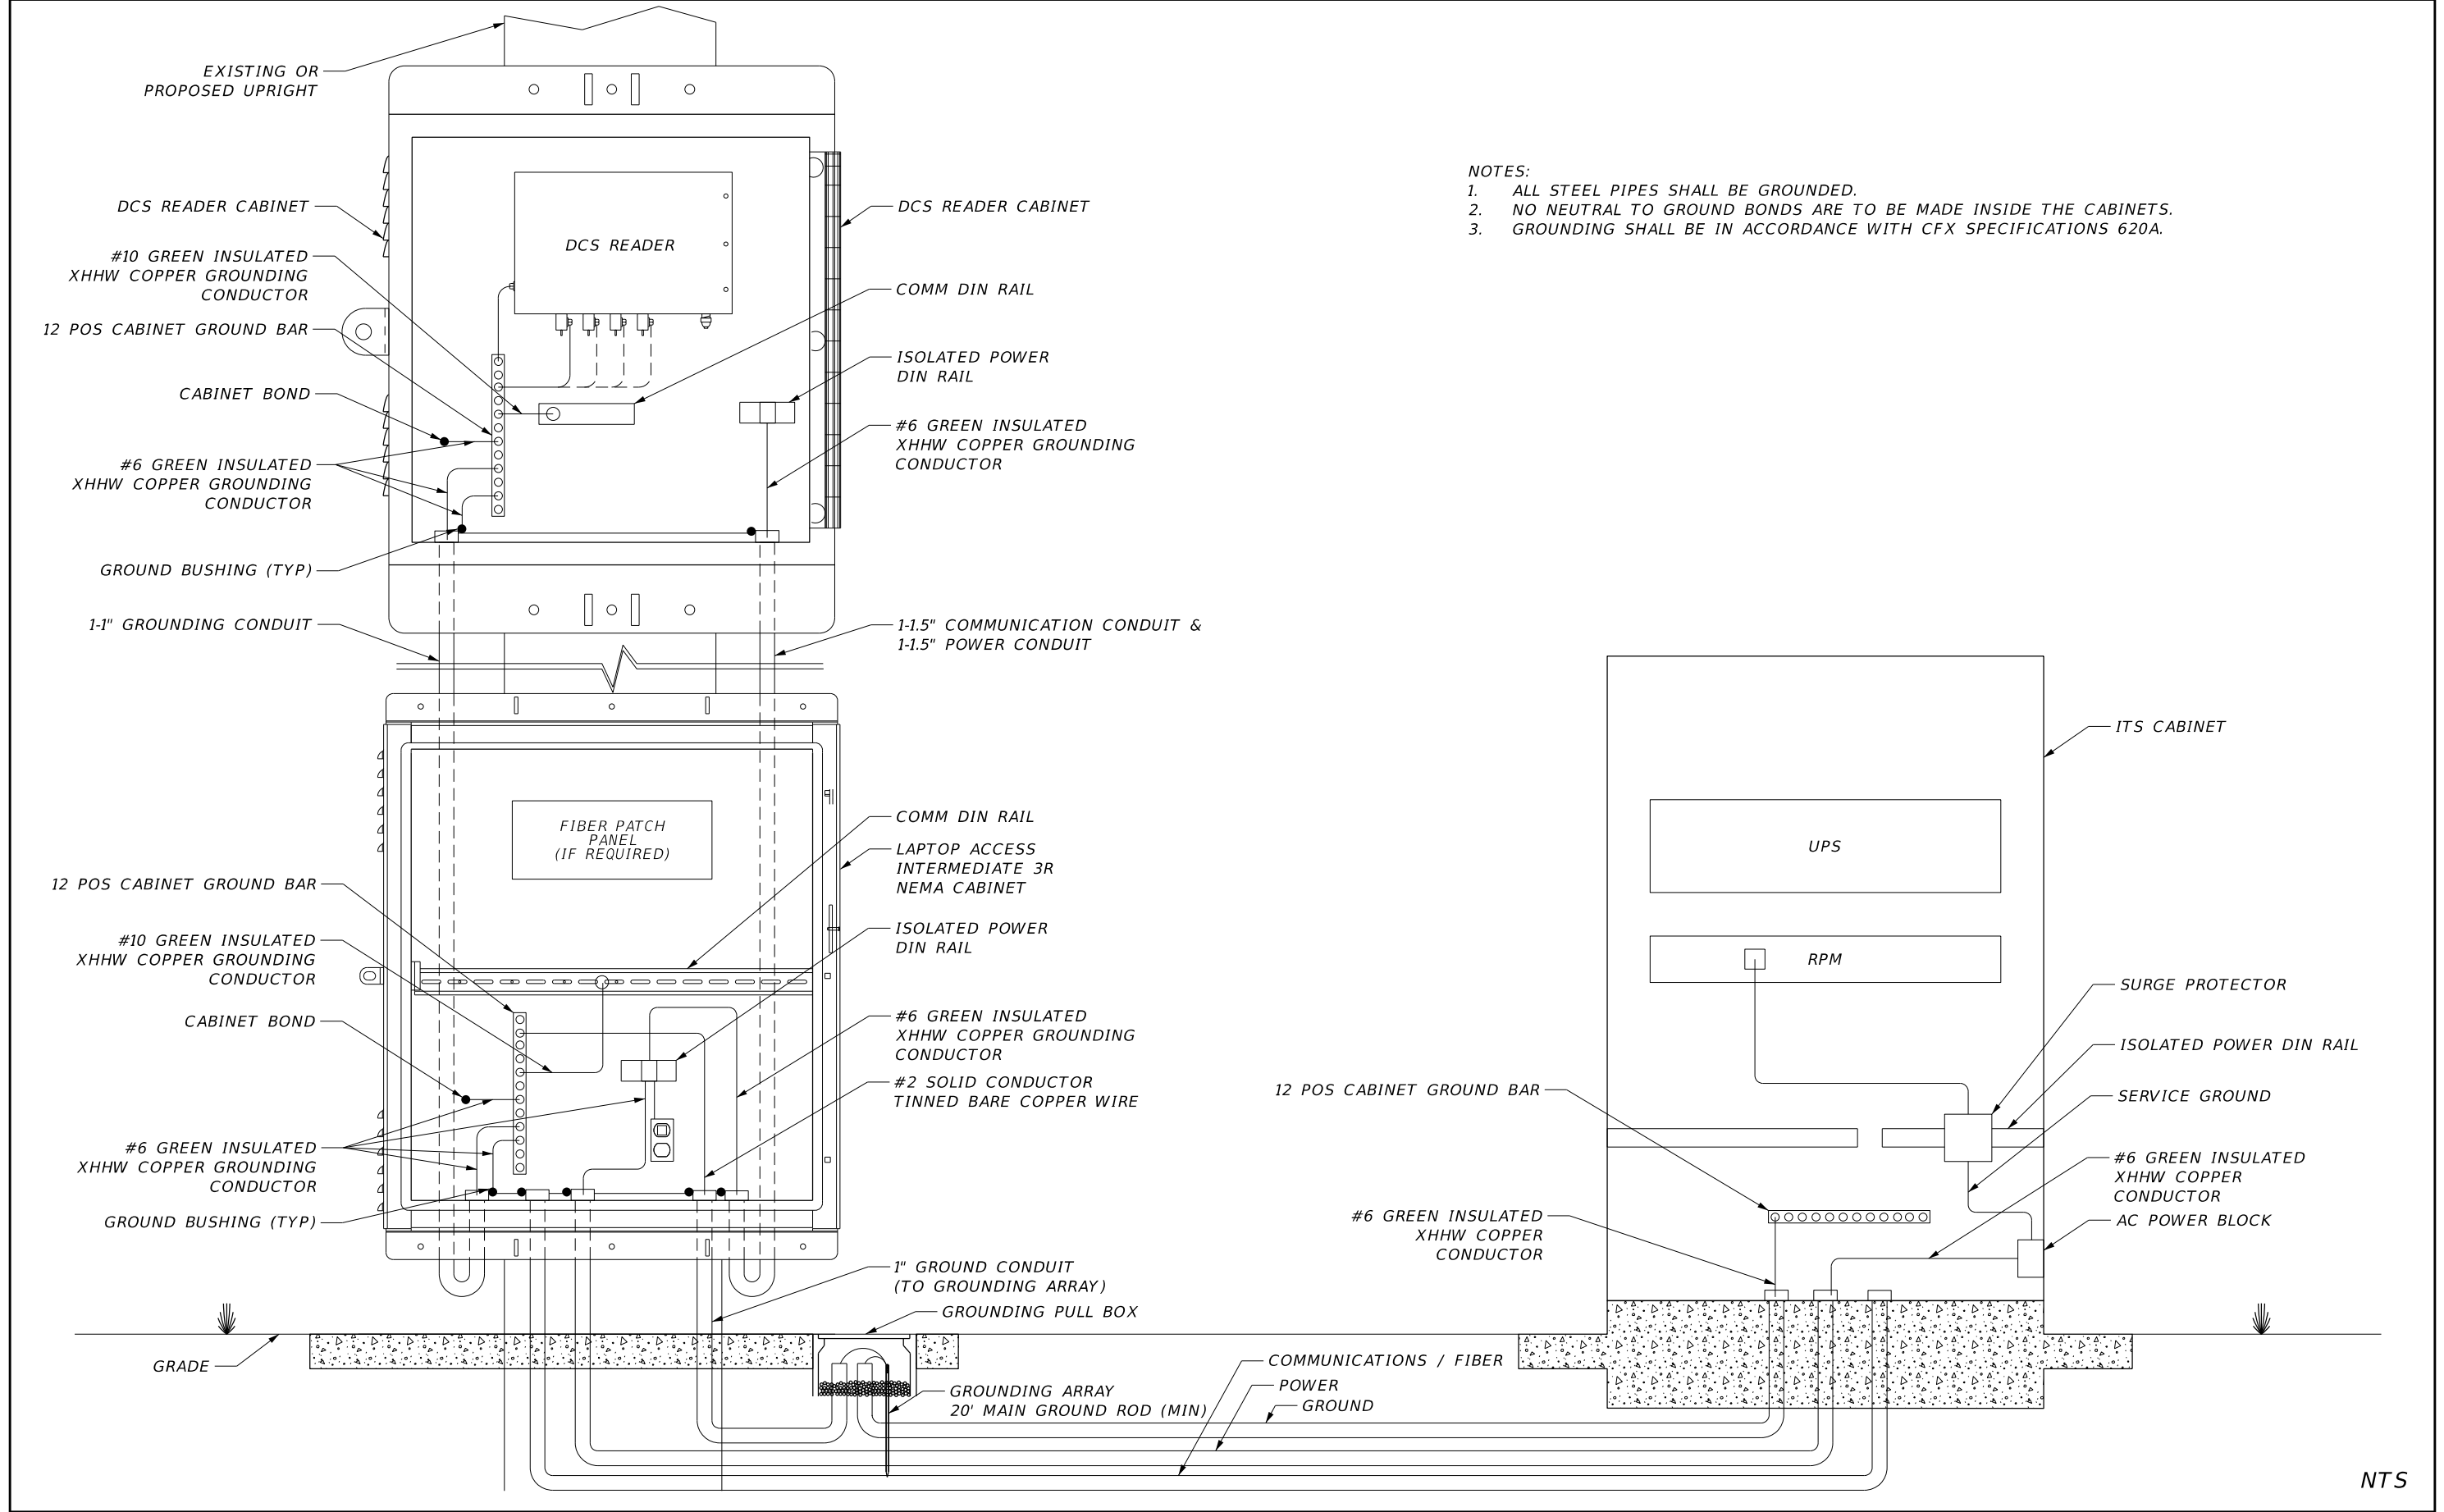 EXISTING OR
PROPOSED UPRIGHT
DCS READER CABINET
#10 GREEN INSULATED
XHHW COPPER GROUNDING
CONDUCTOR
12 POS CABINET GROUND BAR
CABINET BOND
#6 GREEN INSULATED
XHHW COPPER GROUNDING
CONDUCTOR
GROUND BUSHING (TYP)
1-1" GROUNDING CONDUIT
DCS READER
DCS READER CABINET
COMM DIN RAIL
ISOLATED POWER
DIN RAIL
#6 GREEN INSULATED
XHHW COPPER GROUNDING
CONDUCTOR
1-1.5" COMMUNICATION CONDUIT &
1-1.5" POWER CONDUIT
NOTES:
1. ALL STEEL PIPES SHALL BE GROUNDED.
2. NO NEUTRAL TO GROUND BONDS ARE TO BE MADE INSIDE THE CABINETS.
3. GROUNDING SHALL BE IN ACCORDANCE WITH CFX SPECIFICATIONS 620A.
FIBER PATCH
PANEL
(IF REQUIRED)
12 POS CABINET GROUND BAR
#10 GREEN INSULATED
XHHW COPPER GROUNDING
CONDUCTOR
CABINET BOND
#6 GREEN INSULATED
XHHW COPPER GROUNDING
CONDUCTOR
GROUND BUSHING (TYP)
GRADE
COMM DIN RAIL
LAPTOP ACCESS
INTERMEDIATE 3R
NEMA CABINET
ISOLATED POWER
DIN RAIL
#6 GREEN INSULATED
XHHW COPPER GROUNDING
CONDUCTOR
#2 SOLID CONDUCTOR
TINNED BARE COPPER WIRE
1" GROUND CONDUIT
(TO GROUNDING ARRAY)
GROUNDING PULL BOX
GROUNDING ARRAY
20' MAIN GROUND ROD (MIN)
COMMUNICATIONS / FIBER
POWER
GROUND
12 POS CABINET GROUND BAR
#6 GREEN INSULATED
XHHW COPPER
CONDUCTOR
UPS
RPM
ITS CABINET
SURGE PROTECTOR
ISOLATED POWER DIN RAIL
SERVICE GROUND
#6 GREEN INSULATED
XHHW COPPER
CONDUCTOR
AC POWER BLOCK
NTS